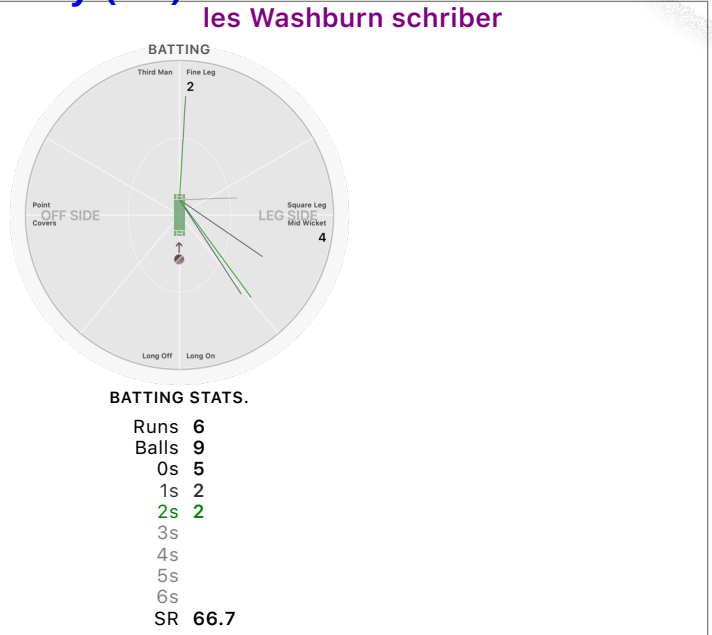 les Washburn schriber
BATTING
Third Man
Fine Leg
2
Point
OFF SIDE
Covers
Square Leg
LEG SIDE
Mid Wicket
4
Long Off
Long On
BATTING STATS.
Runs 6
Balls 9
0s 5
1s 2
2s 2
3s
4s
5s
6s
SR 66.7